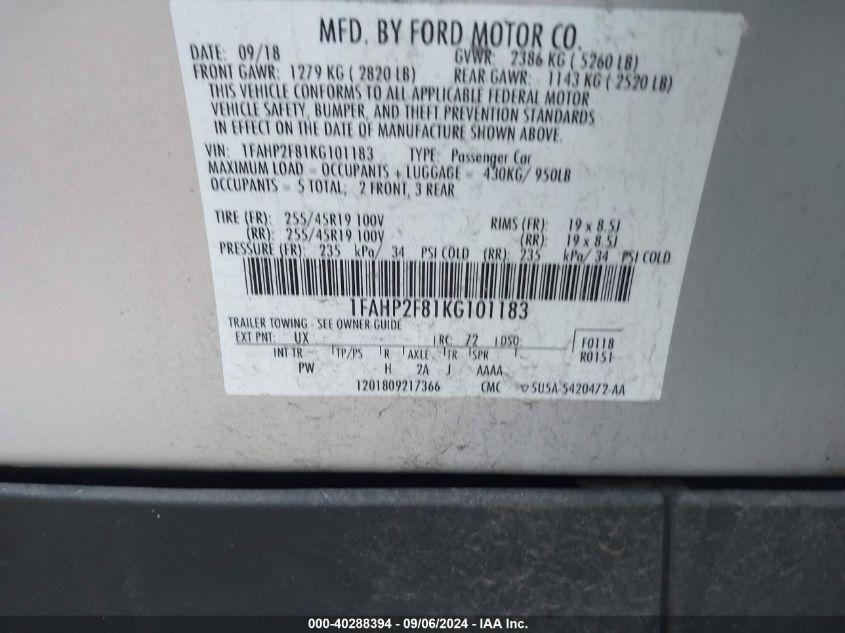 MFD. BY FORD MOTOR CO.
DATE: 09/18 GVWR: 2386 KG ( 5260 LB)
FRONT GAWR: 1279 KG ( 2820 LB) REAR GAWR: 1143 KG ( 2520 LB)
THIS VEHICLE CONFORMS TO ALL APPLICABLE FEDERAL MOTOR
VEHICLE SAFETY, BUMPER, AND THEFT PREVENTION STANDARDS
IN EFFECT ON THE DATE OF MANUFACTURE SHOWN ABOVE.
VIN: 1FAHP2F81KG101183 TYPE: Passenger Car
MAXIMUM LOAD = OCCUPANTS + LUGGAGE = 430KG/ 950LB
OCCUPANTS = 5 TOTAL; 2 FRONT, 3 REAR
TIRE (FR): 255/45R19 100V RIMS (FR): 19 x 8.5J
(RR): 255/45R19 100V (RR): 19 x 8.5J
PRESSURE (FR): 235 kPa/ 34 PSI COLD (RR): 235 kPa/ 34 PSI COLD
1FAHP2F81KG101183
TRAILER TOWING - SEE OWNER GUIDE
EXT PNT: UX RC: 72 DSO: F0118
INT TR TP/PS R AXLE TR SPR R0151
PW H 2A J AAAA
1201809217366 CMC 5U5A-5420472-AA
000-40288394 - 09/06/2024 - IAA Inc.